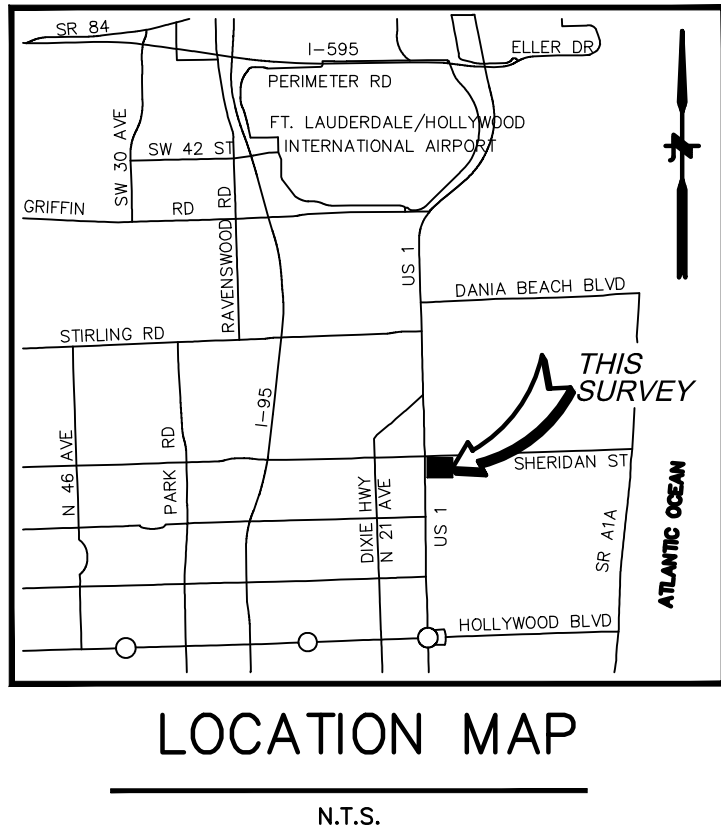 SR 84
I-595
ELLER DR
PERIMETER RD
FT. LAUDERDALE/HOLLYWOOD
INTERNATIONAL AIRPORT
SW 30 AVE
SW 42 ST
N
GRIFFIN RD
RAVENSWOOD RD
US 1
DANIA BEACH BLVD
STIRLING RD
THIS
SURVEY
I-95
N 46 AVE
PARK RD
SHERIDAN ST
DIXIE HWY
N 21 AVE
US 1
SR A1A
ATLANTIC OCEAN
HOLLYWOOD BLVD
LOCATION MAP
N.T.S.